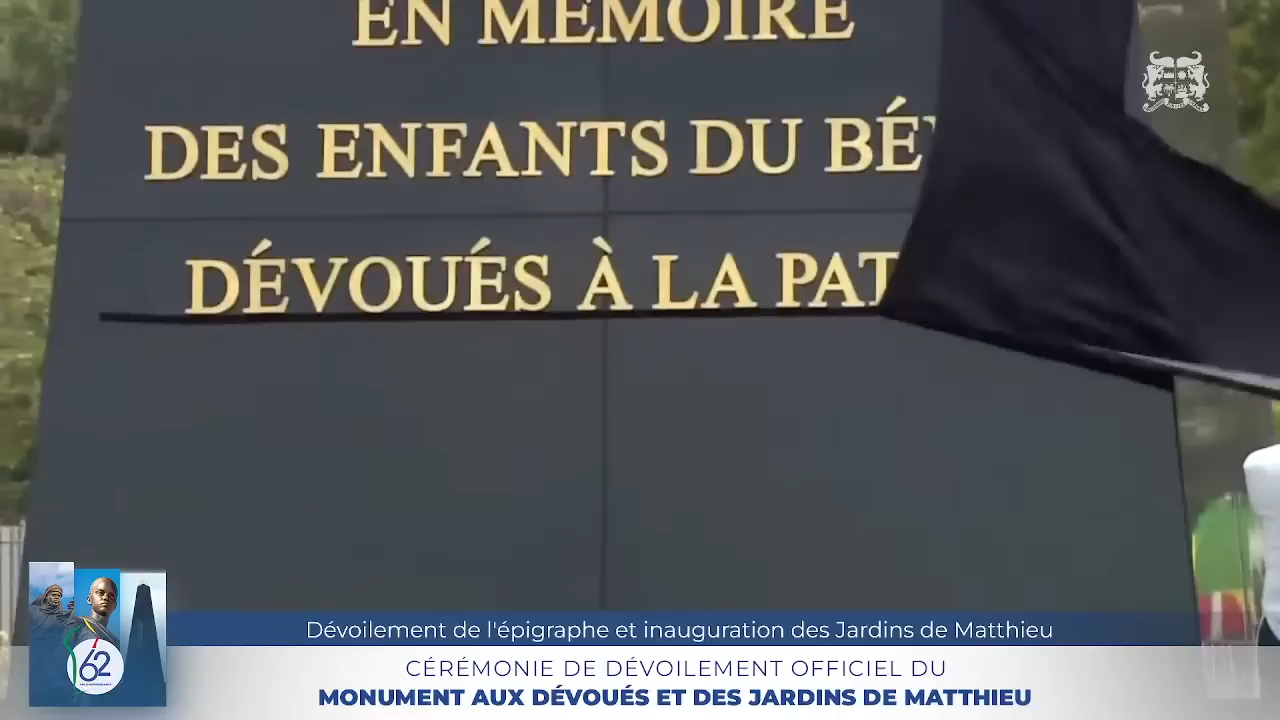 EN MÉMOIRE
DES ENFANTS DU BÉ
DÉVOUÉS À LA PAT
Dévoilement de l'épigraphe et inauguration des Jardins de Matthieu
CÉRÉMONIE DE DÉVOILEMENT OFFICIEL DU
MONUMENT AUX DÉVOUÉS ET DES JARDINS DE MATTHIEU
62